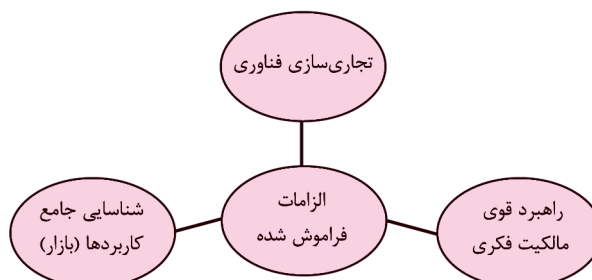 تجاری‌سازی فناوری
الزامات
فراموش شده
راهبرد قوی
مالکیت فکری
شناسایی جامع
کاربردها (بازار)